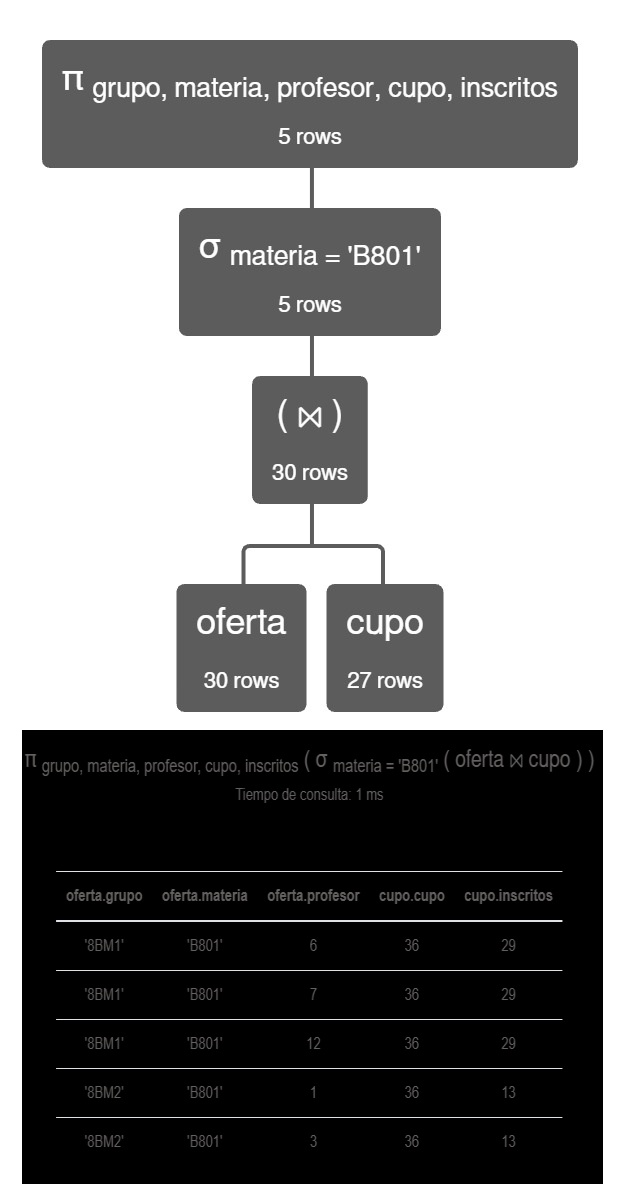 π grupo, materia, profesor, cupo, inscritos
5 rows
σ materia = 'B801'
5 rows
( ⋈ )
30 rows
oferta
30 rows
cupo
27 rows
π grupo, materia, profesor, cupo, inscritos ( σ materia = 'B801' ( oferta ⋈ cupo ) )
Tiempo de consulta: 1 ms
oferta.grupo oferta.materia oferta.profesor cupo.cupo cupo.inscritos
'8BM1' 'B801' 6 36 29
'8BM1' 'B801' 7 36 29
'8BM1' 'B801' 12 36 29
'8BM2' 'B801' 1 36 13
'8BM2' 'B801' 3 36 13